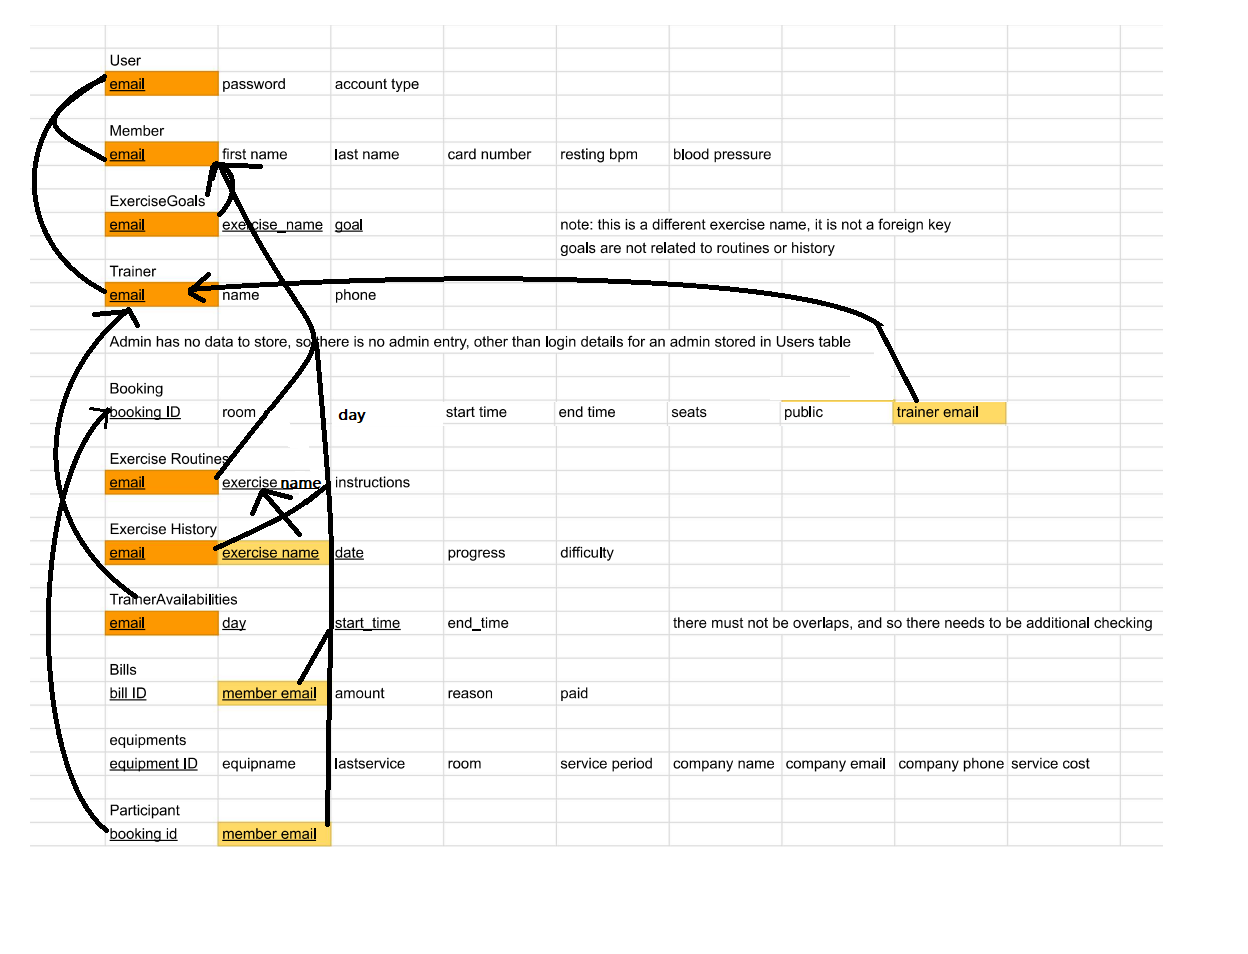 User
email password account type
Member
email first name last name card number resting bpm blood pressure
ExerciseGoals
email exercise_name goal note: this is a different exercise name, it is not a foreign key
goals are not related to routines or history
Trainer
email name phone
Admin has no data to store, so there is no admin entry, other than login details for an admin stored in Users table
Booking
booking ID room day start time end time seats public trainer email
Exercise Routines
email exercise name instructions
Exercise History
email exercise name date progress difficulty
TrainerAvailabilities
email day start_time end_time there must not be overlaps, and so there needs to be additional checking
Bills
bill ID member email amount reason paid
equipments
equipment ID equipname lastservice room service period company name company email company phone service cost
Participant
booking id member email